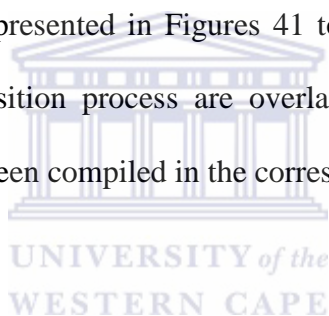 presented in Figures 41 to
sition process are overla
een compiled in the corres
UNIVERSITY of the
WESTERN CAPE